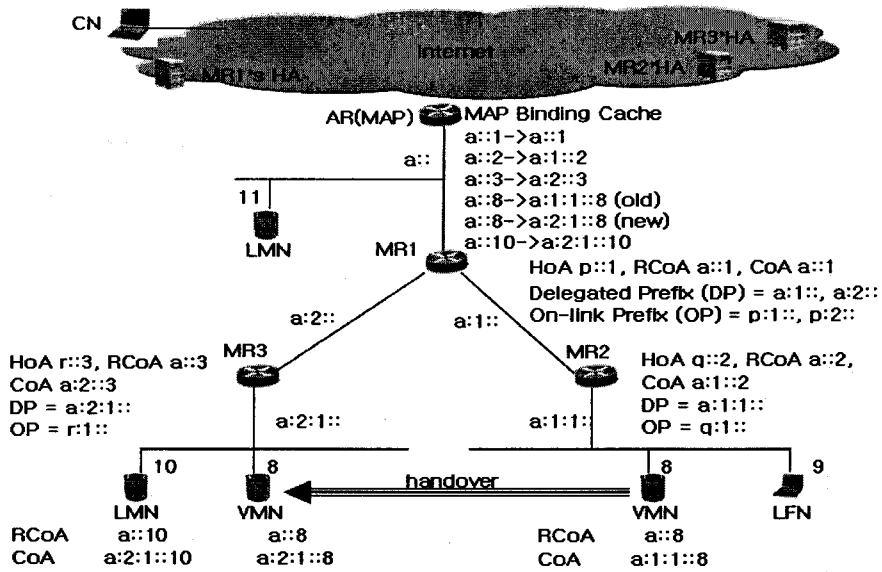 CN
Internet
MR1's HA
MR2'HA
MR3'HA
AR(MAP)
MAP Binding Cache
a::1->a::1
a::2->a:1::2
a::3->a:2::3
a::8->a:1:1::8 (old)
a::8->a:2:1::8 (new)
a::10->a:2:1::10
a::
11
LMN
MR1
HoA p::1, RCoA a::1, CoA a::1
Delegated Prefix (DP) = a:1::, a:2::
On-link Prefix (OP) = p:1::, p:2::
a:2::
a:1::
MR3
HoA r::3, RCoA a::3
CoA a:2::3
DP = a:2:1::
OP = r:1::
MR2
HoA q::2, RCoA a::2,
CoA a:1::2
DP = a:1:1::
OP = q:1::
a:2:1::
a:1:1::
10
8
handover
8
9
LMN
VMN
VMN
LFN
RCoA a::10 a::8
CoA a:2:1::10 a:2:1::8
RCoA a::8
CoA a:1:1::8